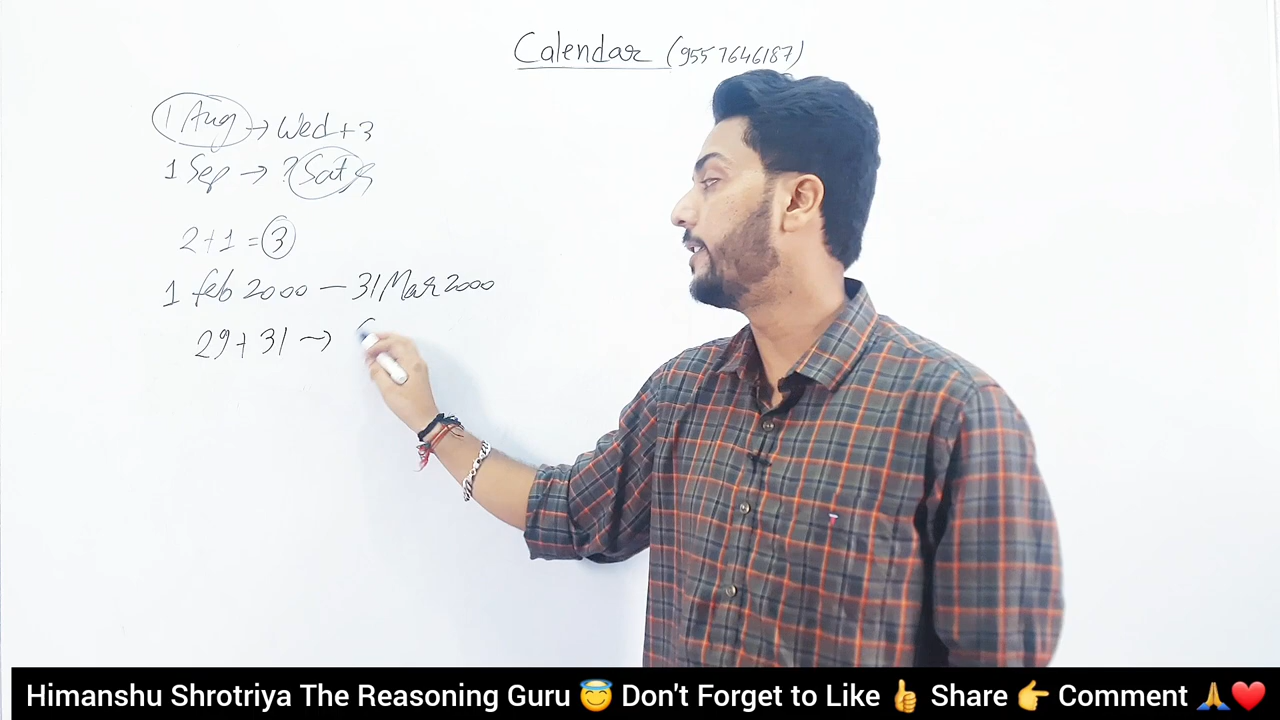 Calendar (9557646187)
1 Aug → Wed + 3
1 Sep → ? Sat
2+1 = 3
1 feb 2000 — 31 Mar 2000
29 + 31 →
Himanshu Shrotriya The Reasoning Guru 😇 Don't Forget to Like 👍 Share 👉 Comment 🙏❤️